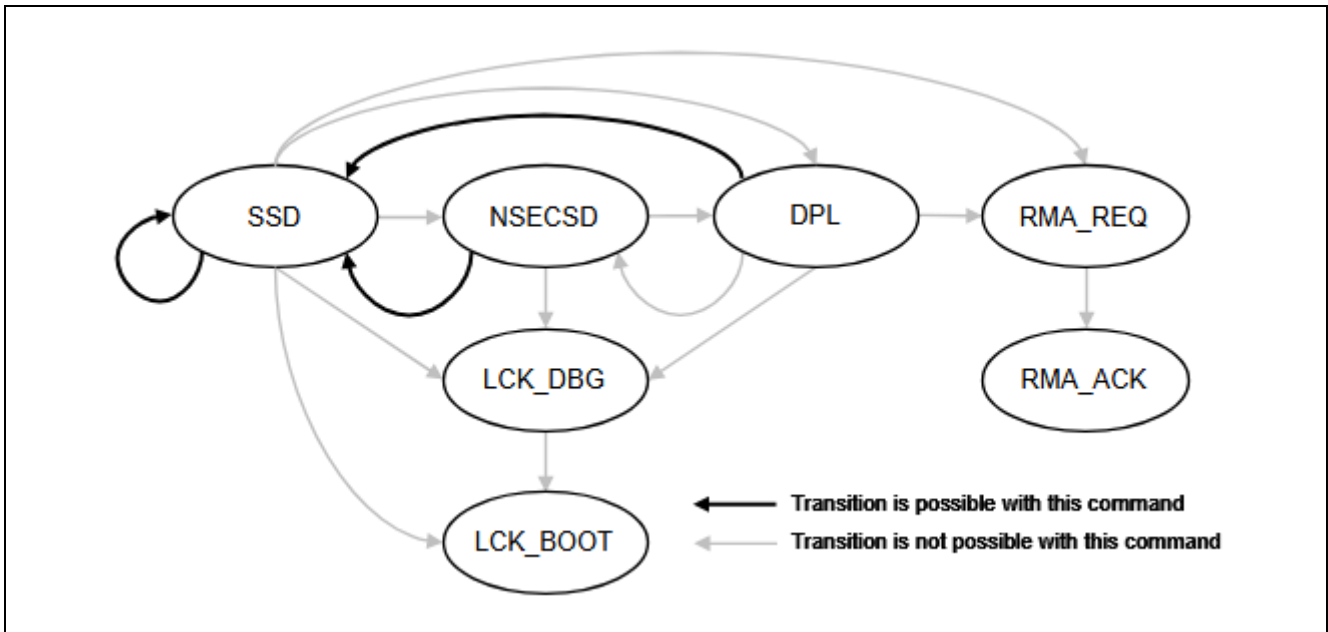 SSD
NSECSD
DPL
RMA_REQ
LCK_DBG
RMA_ACK
LCK_BOOT
Transition is possible with this command
Transition is not possible with this command